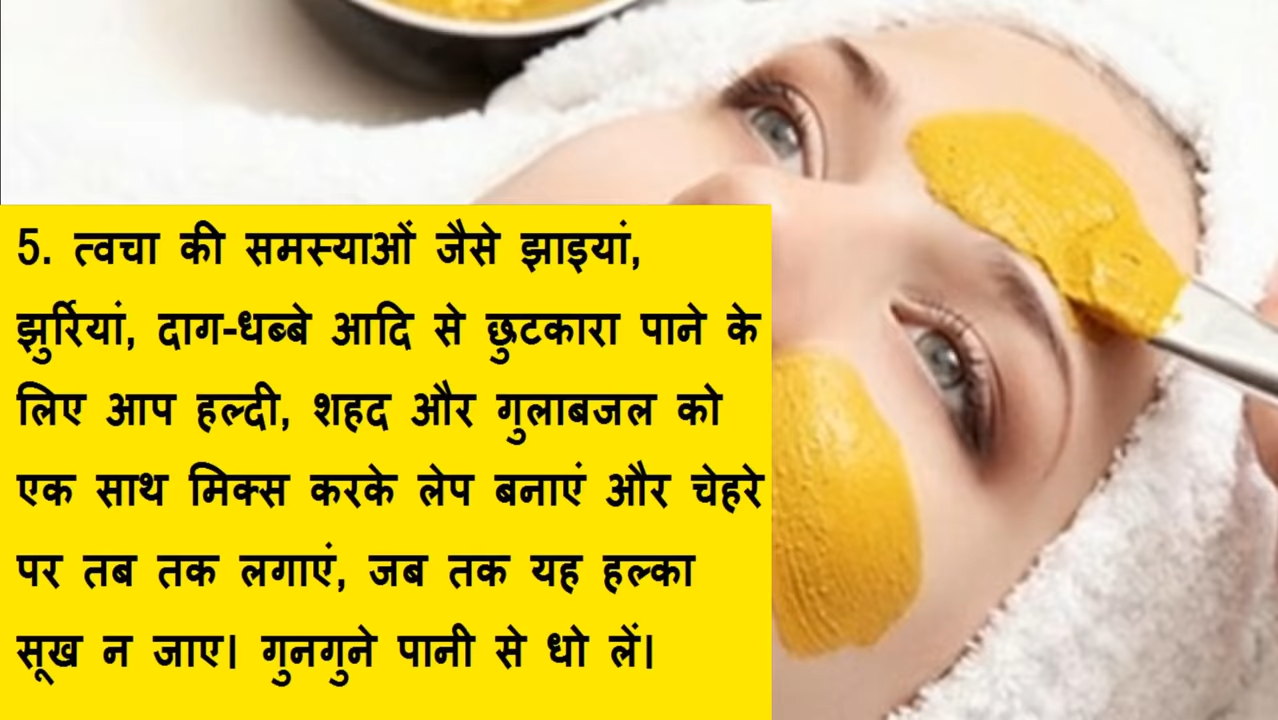 5. त्वचा की समस्याओं जैसे झाइयां,
झुर्रियां, दाग-धब्बे आदि से छुटकारा पाने के
लिए आप हल्दी, शहद और गुलाबजल को
एक साथ मिक्स करके लेप बनाएं और चेहरे
पर तब तक लगाएं, जब तक यह हल्का
सूख न जाए। गुनगुने पानी से धो लें।